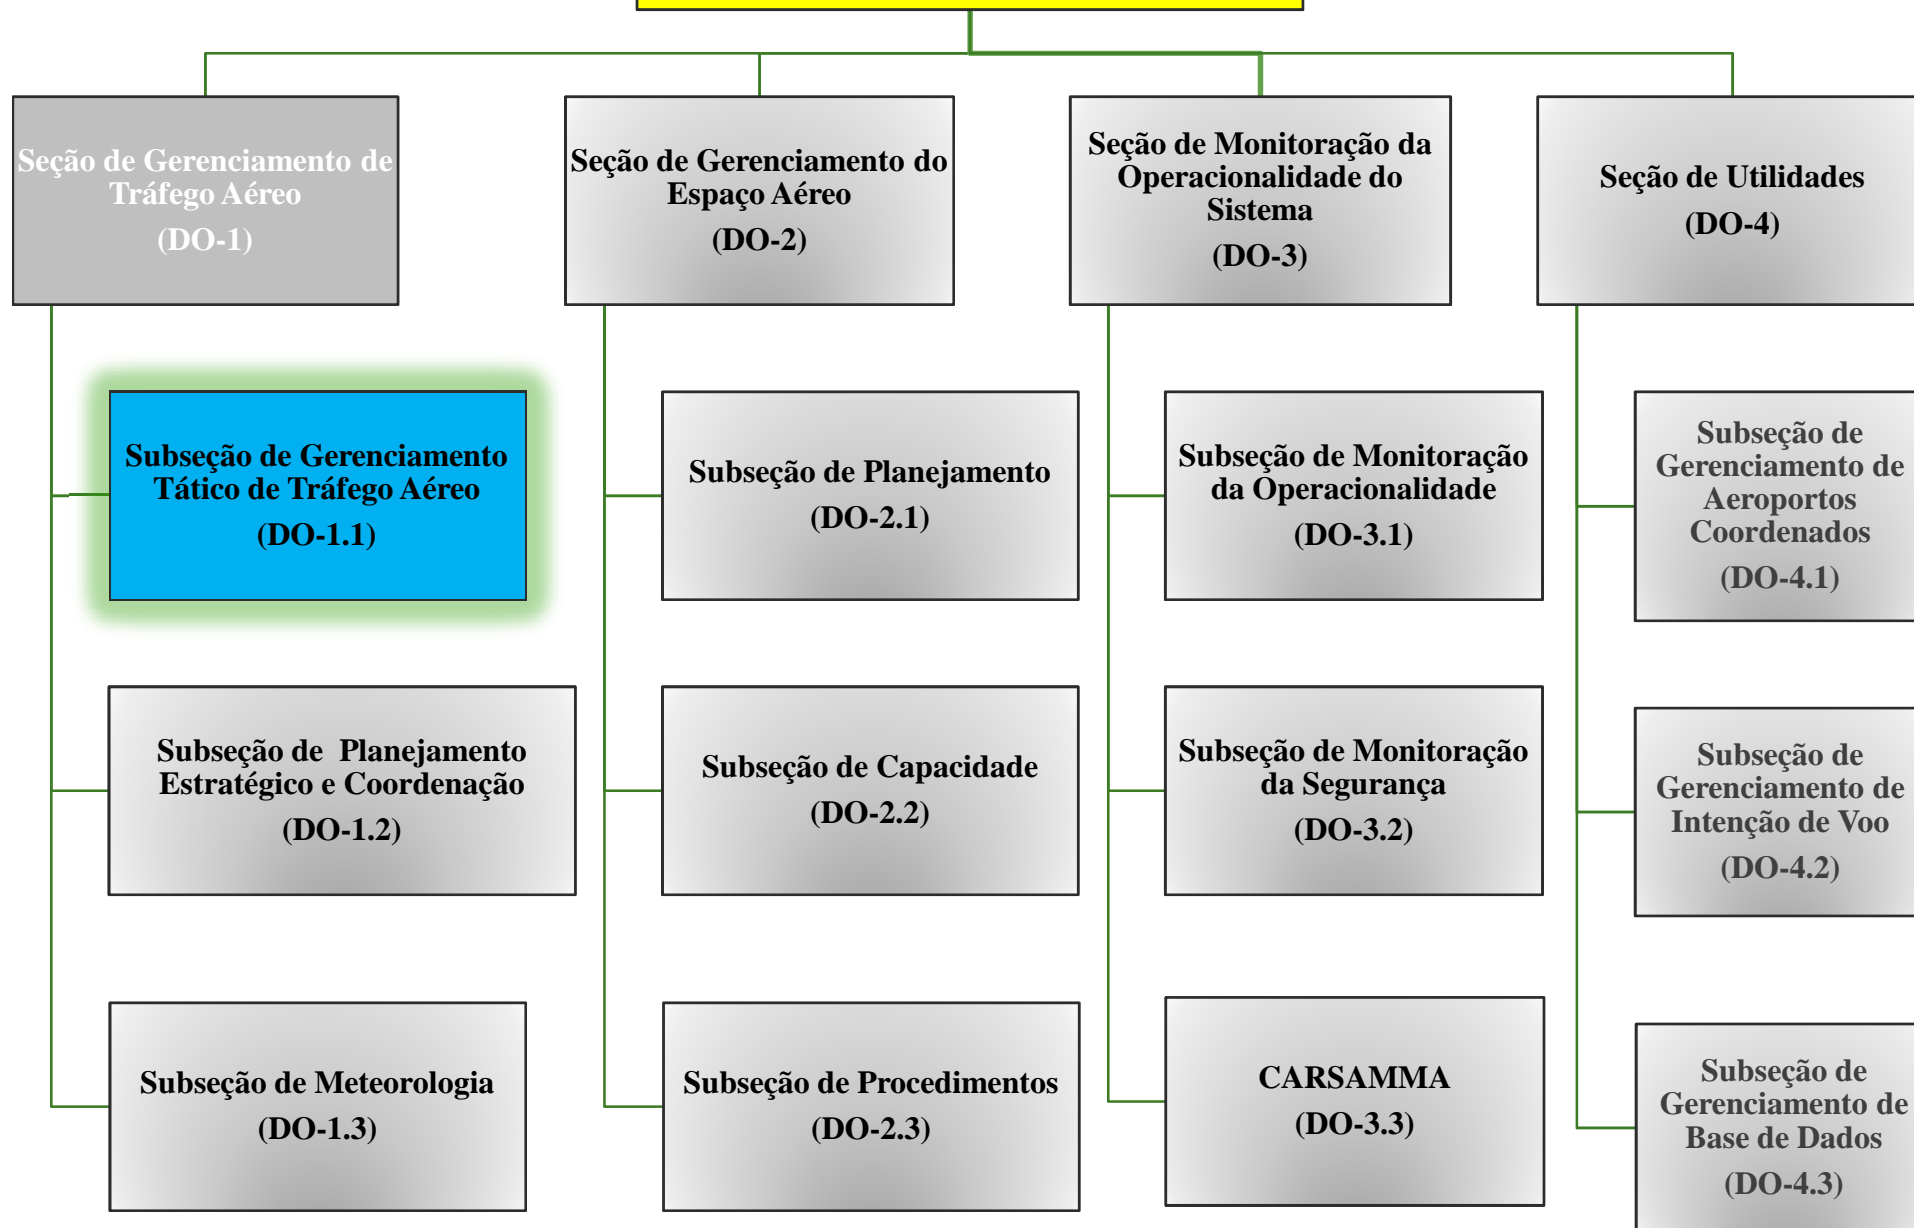 Seção de Gerenciamento de
Tráfego Aéreo
(DO-1)
Seção de Gerenciamento do
Espaço Aéreo
(DO-2)
Seção de Monitoração da
Operacionalidade do
Sistema
(DO-3)
Seção de Utilidades
(DO-4)
Subseção de Gerenciamento
Tático de Tráfego Aéreo
(DO-1.1)
Subseção de Planejamento
(DO-2.1)
Subseção de Monitoração
da Operacionalidade
(DO-3.1)
Subseção de
Gerenciamento de
Aeroportos
Coordenados
(DO-4.1)
Subseção de Planejamento
Estratégico e Coordenação
(DO-1.2)
Subseção de Capacidade
(DO-2.2)
Subseção de Monitoração
da Segurança
(DO-3.2)
Subseção de
Gerenciamento de
Intenção de Voo
(DO-4.2)
Subseção de Meteorologia
(DO-1.3)
Subseção de Procedimentos
(DO-2.3)
CARSAMMA
(DO-3.3)
Subseção de
Gerenciamento de
Base de Dados
(DO-4.3)